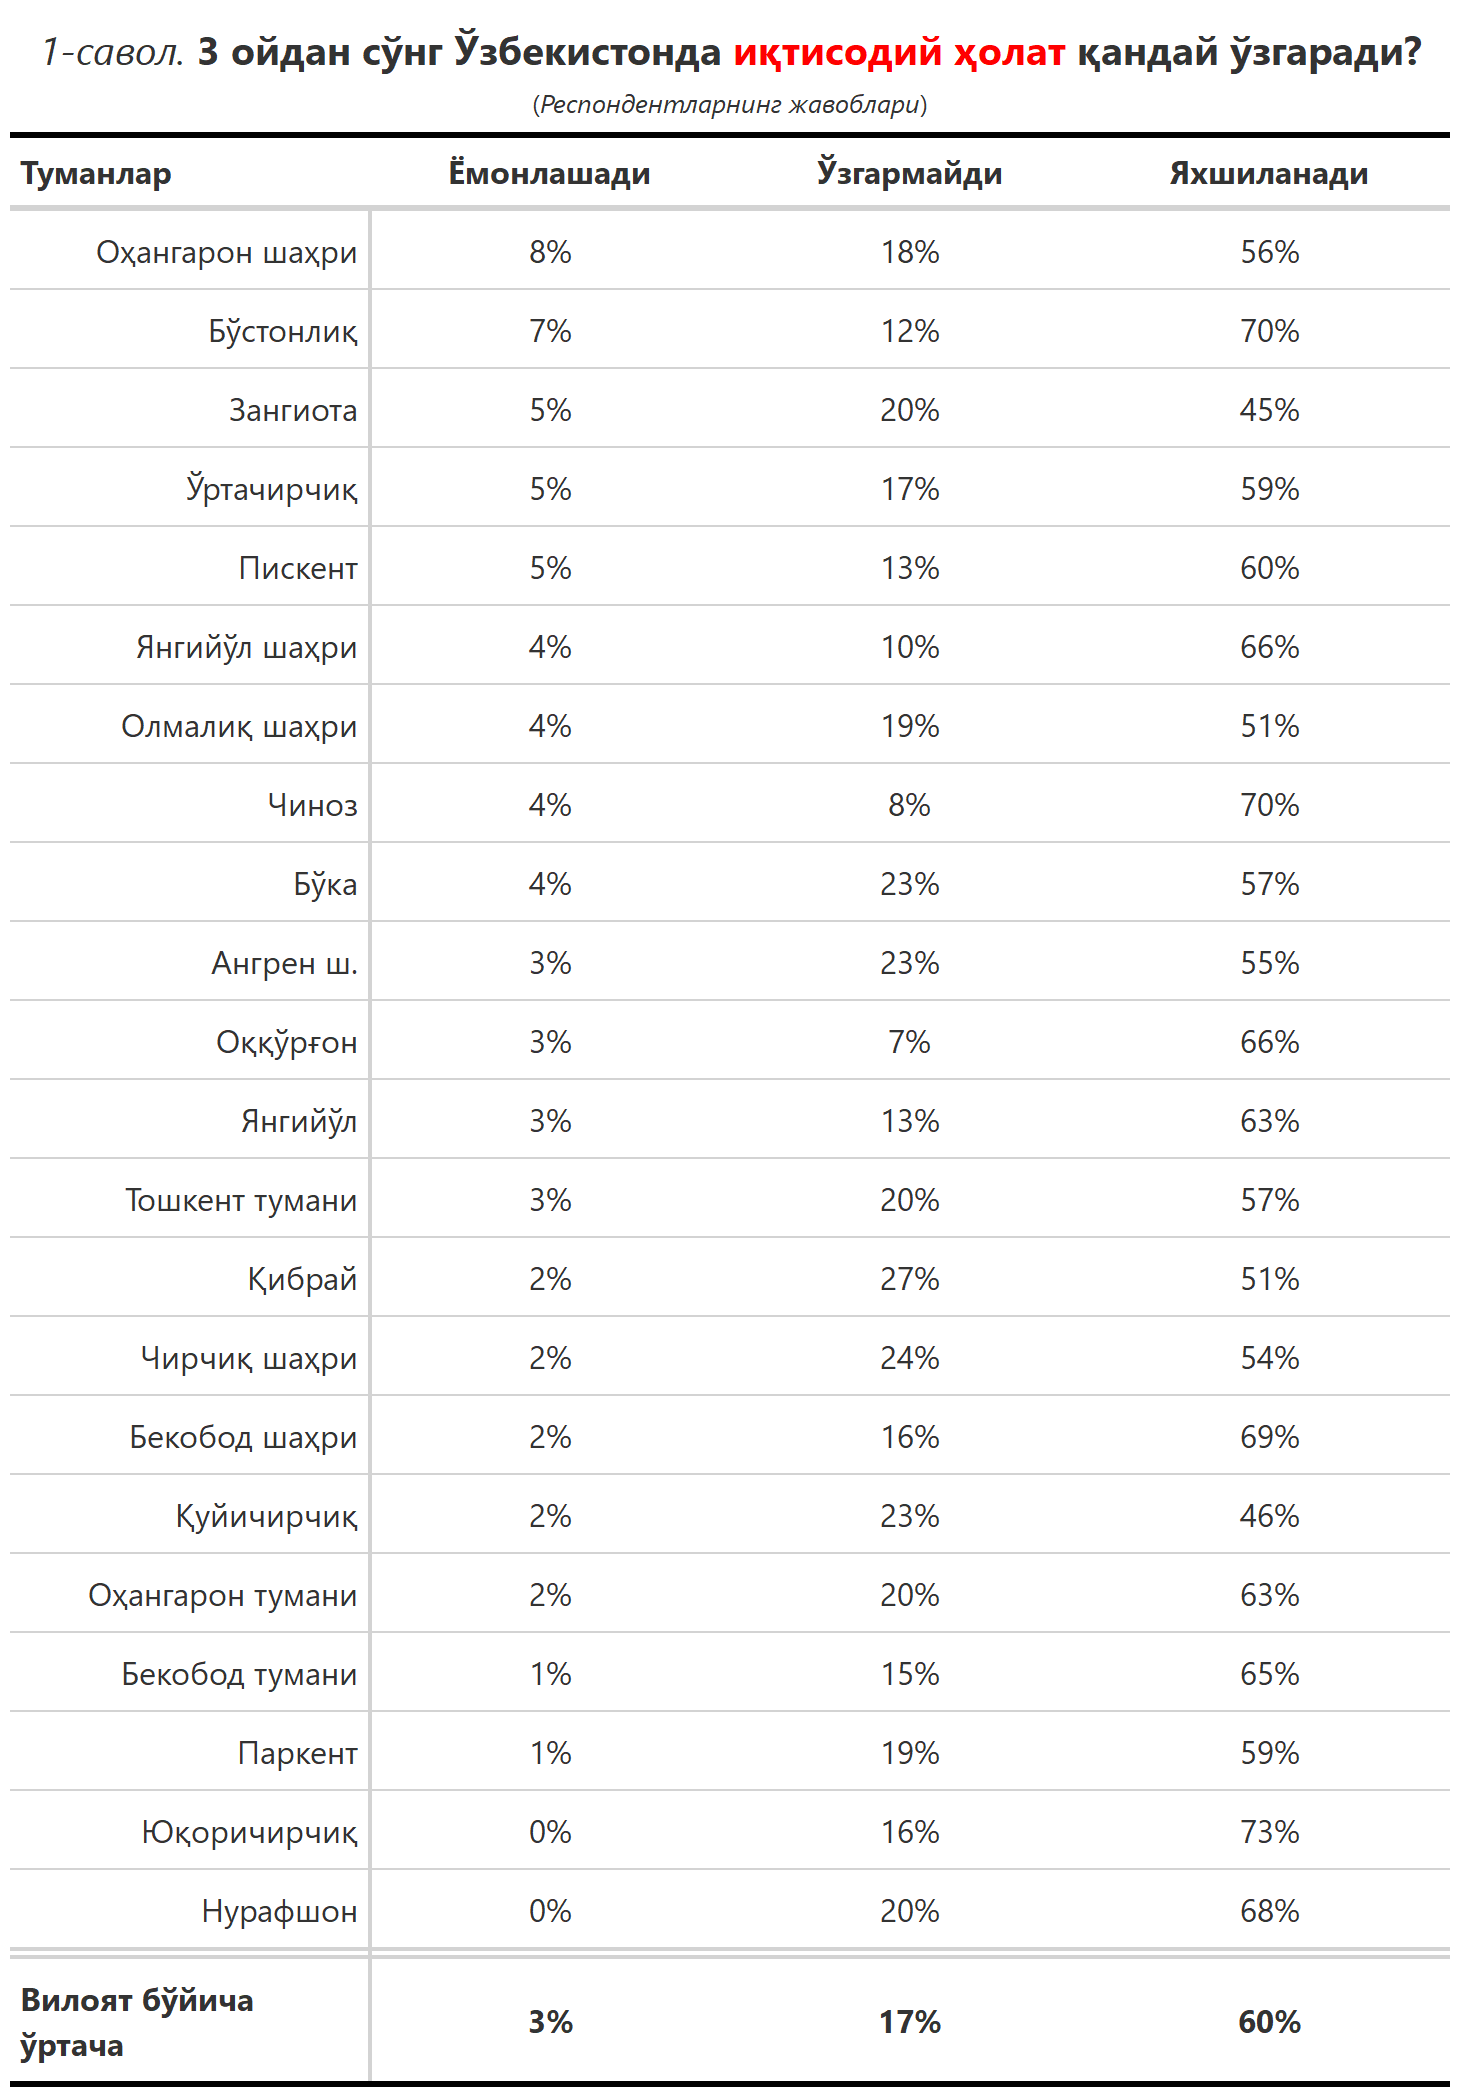 1-савол. 3 ойдан сўнг Ўзбекистонда иқтисодий ҳолат қандай ўзгаради?
(Респондентларнинг жавоблари)
Туманлар Ёмонлашади Ўзгармайди Яхшиланади
Оҳангарон шаҳри 8% 18% 56%
Бўстонлиқ 7% 12% 70%
Зангиота 5% 20% 45%
Ўртачирчиқ 5% 17% 59%
Пискент 5% 13% 60%
Янгийўл шаҳри 4% 10% 66%
Олмалиқ шаҳри 4% 19% 51%
Чиноз 4% 8% 70%
Бўка 4% 23% 57%
Ангрен ш. 3% 23% 55%
Оққўрғон 3% 7% 66%
Янгийўл 3% 13% 63%
Тошкент тумани 3% 20% 57%
Қибрай 2% 27% 51%
Чирчиқ шаҳри 2% 24% 54%
Бекобод шаҳри 2% 16% 69%
Қуйичирчиқ 2% 23% 46%
Оҳангарон тумани 2% 20% 63%
Бекобод тумани 1% 15% 65%
Паркент 1% 19% 59%
Юқоричирчиқ 0% 16% 73%
Нурафшон 0% 20% 68%
Вилоят бўйича
ўртача 3% 17% 60%